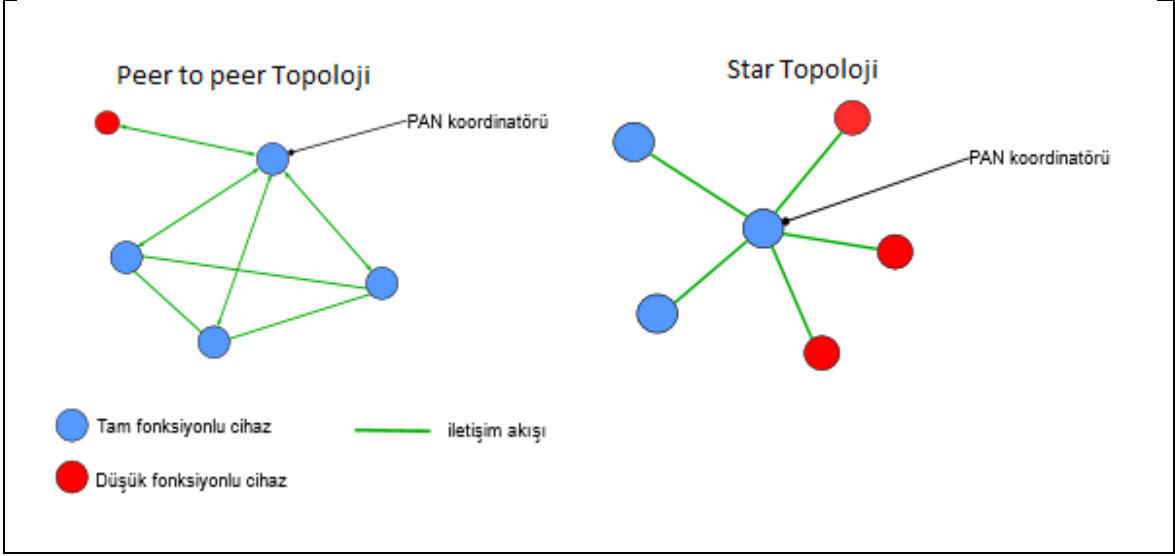 Peer to peer Topoloji
PAN koordinatörü
Star Topoloji
PAN koordinatörü
Tam fonksiyonlu cihaz
iletişim akışı
Düşük fonksiyonlu cihaz